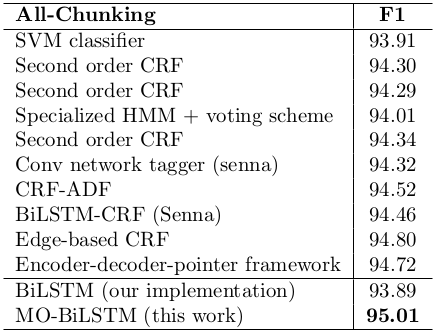 All-Chunking F1
SVM classifier 93.91
Second order CRF 94.30
Second order CRF 94.29
Specialized HMM + voting scheme 94.01
Second order CRF 94.34
Conv network tagger (senna) 94.32
CRF-ADF 94.52
BiLSTM-CRF (Senna) 94.46
Edge-based CRF 94.80
Encoder-decoder-pointer framework 94.72
BiLSTM (our implementation) 93.89
MO-BiLSTM (this work) 95.01